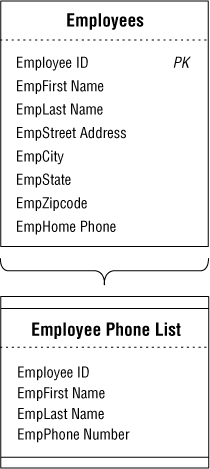 Employees
Employee ID PK
EmpFirst Name
EmpLast Name
EmpStreet Address
EmpCity
EmpState
EmpZipcode
EmpHome Phone
Employee Phone List
Employee ID
EmpFirst Name
EmpLast Name
EmpPhone Number